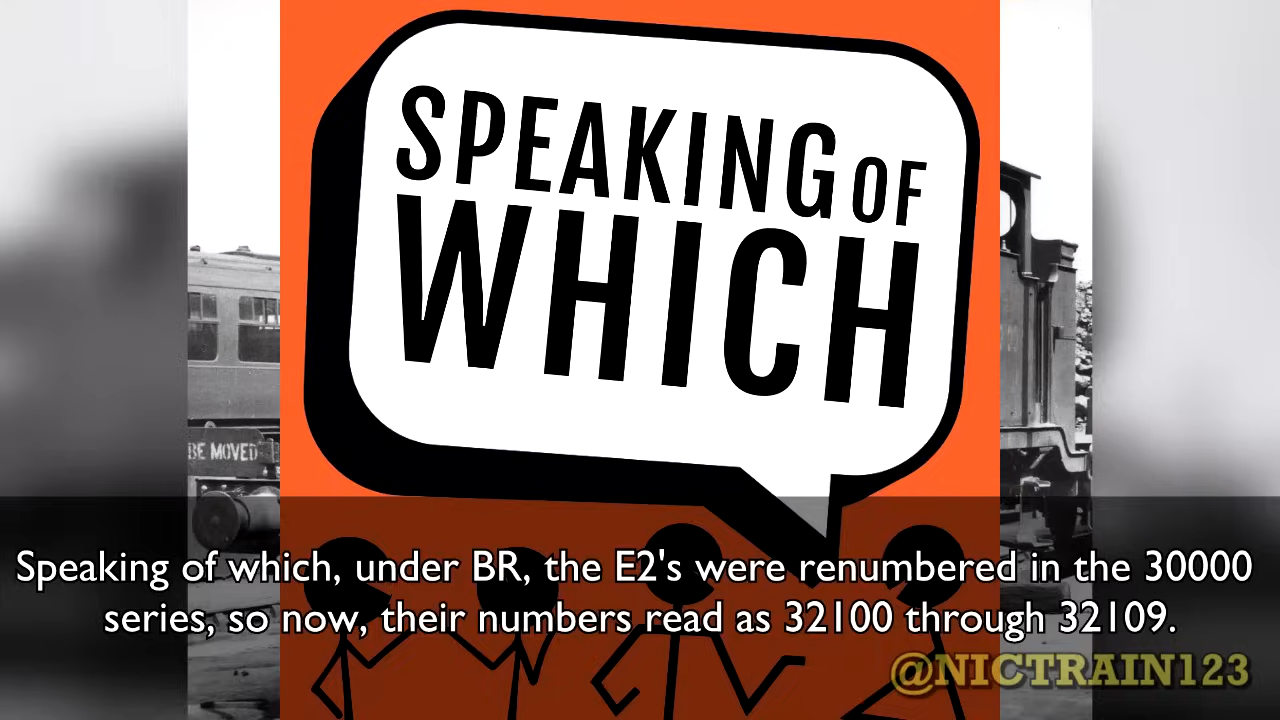 SPEAKING OF
WHICH
BE MOVED
Speaking of which, under BR, the E2's were renumbered in the 30000
series, so now, their numbers read as 32100 through 32109.
@NICTRAIN123